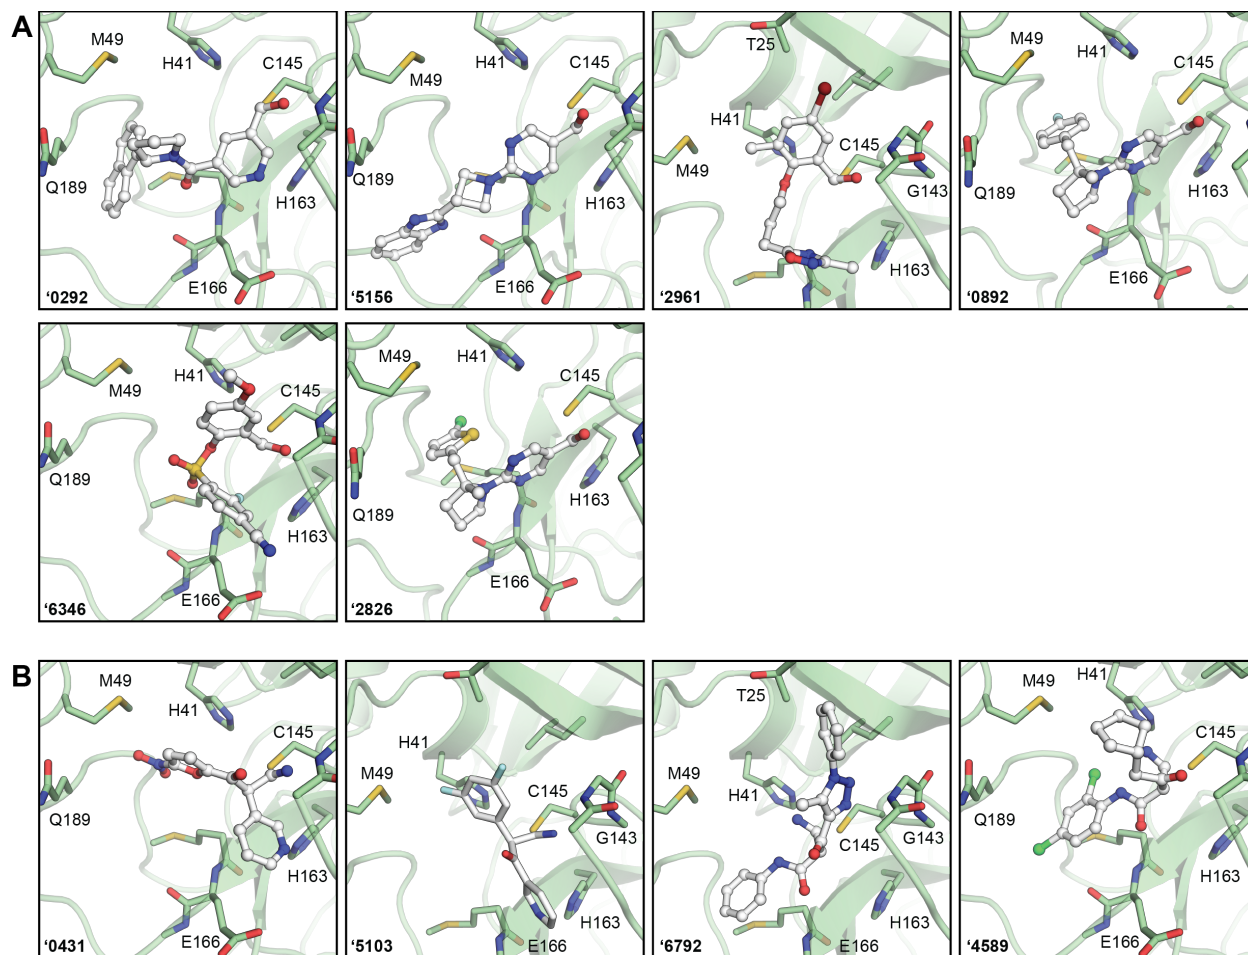 A
M49
H41
C145
Q189
H163
E166
‘0292
M49
H41
C145
Q189
H163
E166
‘5156
T25
H41
C145
M49
G143
H163
‘2961
M49
H41
C145
Q189
H163
E166
‘0892
M49
H41
C145
Q189
H163
E166
‘6346
M49
H41
C145
Q189
H163
E166
‘2826
B
M49
H41
C145
Q189
H163
E166
‘0431
H41
M49
C145
G143
H163
E166
‘5103
T25
M49
H41
C145
G143
H163
E166
‘6792
H41
M49
C145
Q189
H163
E166
‘4589